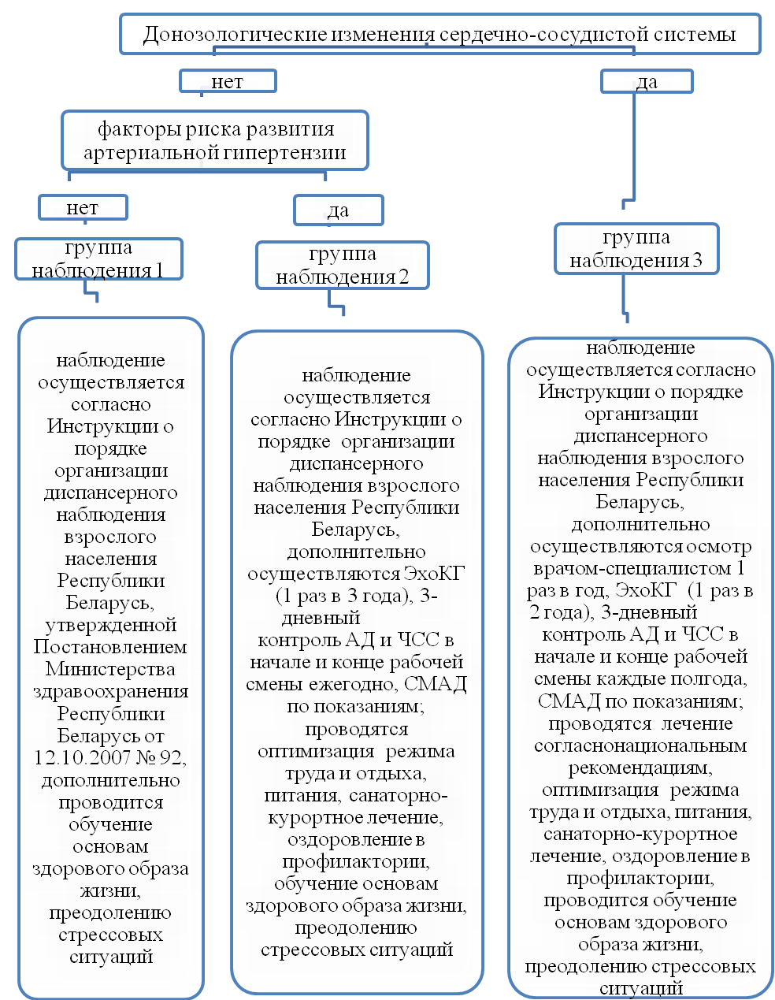 Донозологические изменения сердечно-сосудистой системы
нет
да
факторы риска развития
артериальной гипертензии
нет
да
группа
наблюдения 1
группа
наблюдения 2
группа
наблюдения 3
наблюдение
осуществляется
согласно
Инструкции о
порядке
организации
диспансерного
наблюдения
взрослого
населения
Республики
Беларусь,
утвержденной
Постановлением
Министерства
здравоохранения
Республики
Беларусь от
12.10.2007 № 92,
дополнительно
проводится
обучение
основам
здорового образа
жизни,
преодолению
стрессовых
ситуаций
наблюдение
осуществляется
согласно Инструкции о
порядке организации
диспансерного
наблюдения взрослого
населения Республики
Беларусь,
дополнительно
осуществляются ЭхоКГ
(1 раз в 3 года), 3-
дневный
контроль АД и ЧСС в
начале и конце рабочей
смены ежегодно, СМАД
по показаниям;
проводятся
оптимизация режима
труда и отдыха,
питания, санаторно-
курортное лечение,
оздоровление в
профилактории,
обучение основам
здорового образа жизни,
преодолению
стрессовых ситуаций
наблюдение
осуществляется согласно
Инструкции о порядке
организации
диспансерного
наблюдения взрослого
населения Республики
Беларусь,
дополнительно
осуществляются осмотр
врачом-специалистом 1
раз в год, ЭхоКГ (1 раз в
2 года), 3-дневный
контроль АД и ЧСС в
начале и конце рабочей
смены каждые полгода,
СМАД по показаниям;
проводятся лечение
согласнонациональным
рекомендациям,
оптимизация режима
труда и отдыха, питания,
санаторно-курортное
лечение, оздоровление в
профилактории,
проводится обучение
основам здорового
образа жизни,
преодолению стрессовых
ситуаций